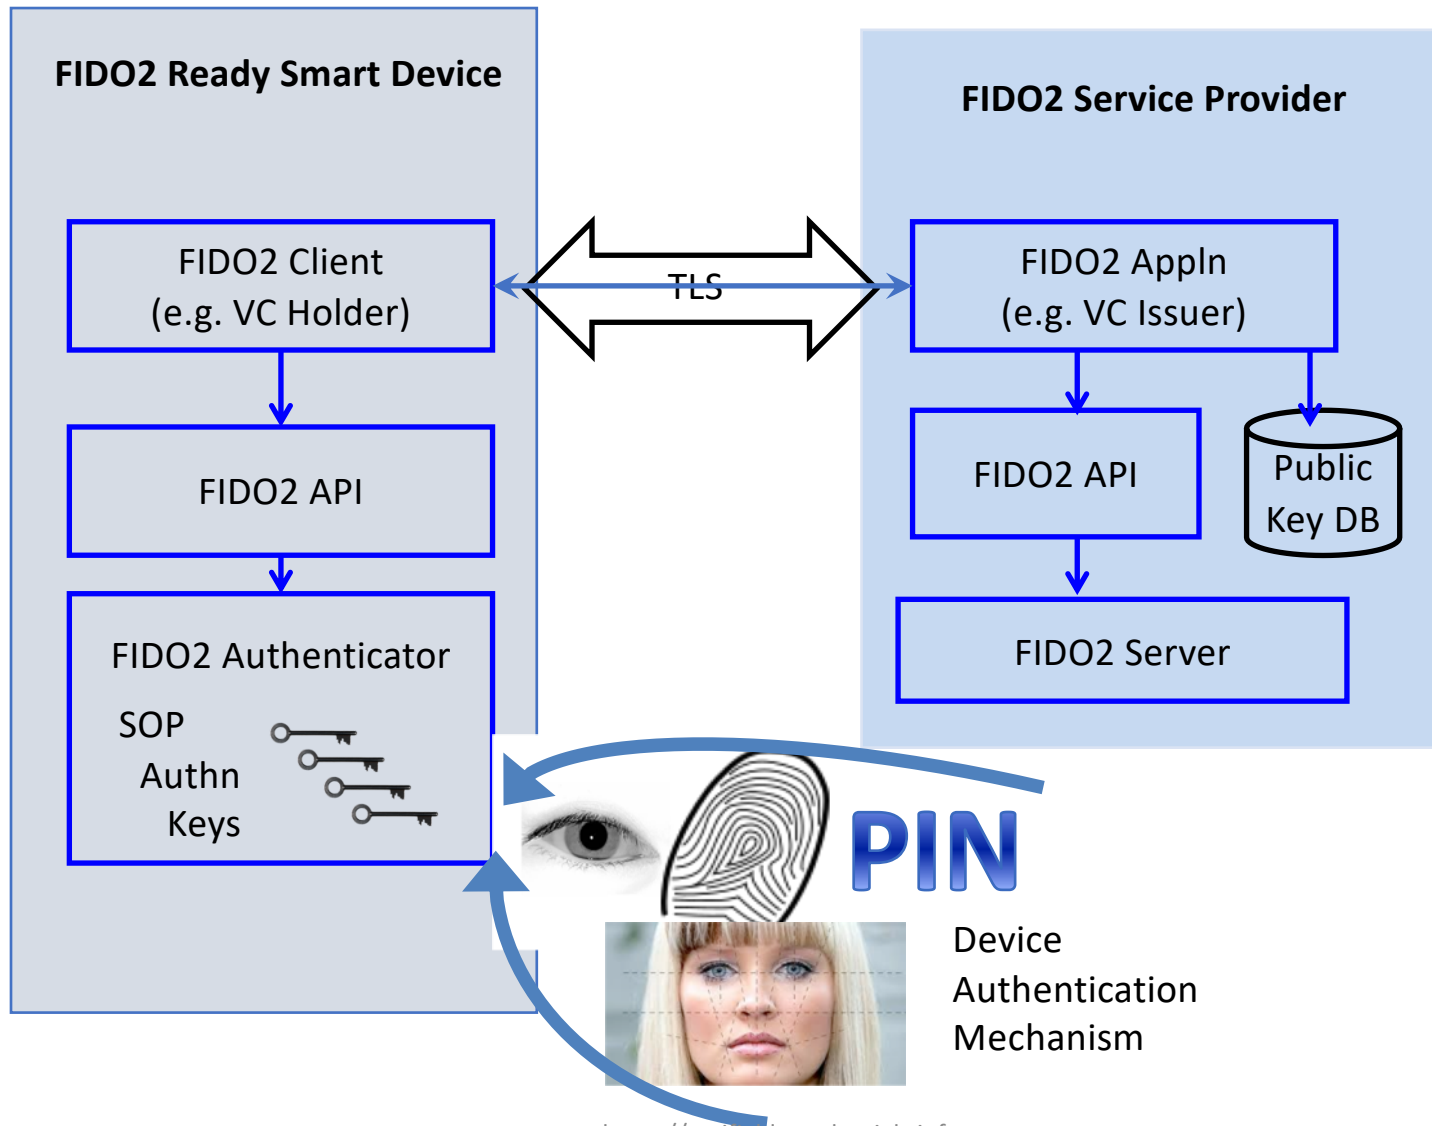 FIDO2 Ready Smart Device
FIDO2 Client
(e.g. VC Holder)
FIDO2 API
FIDO2 Authenticator
SOP
Authn
Keys
TLS
FIDO2 Service Provider
FIDO2 Appln
(e.g. VC Issuer)
FIDO2 API
Public
Key DB
FIDO2 Server
PIN
Device
Authentication
Mechanism